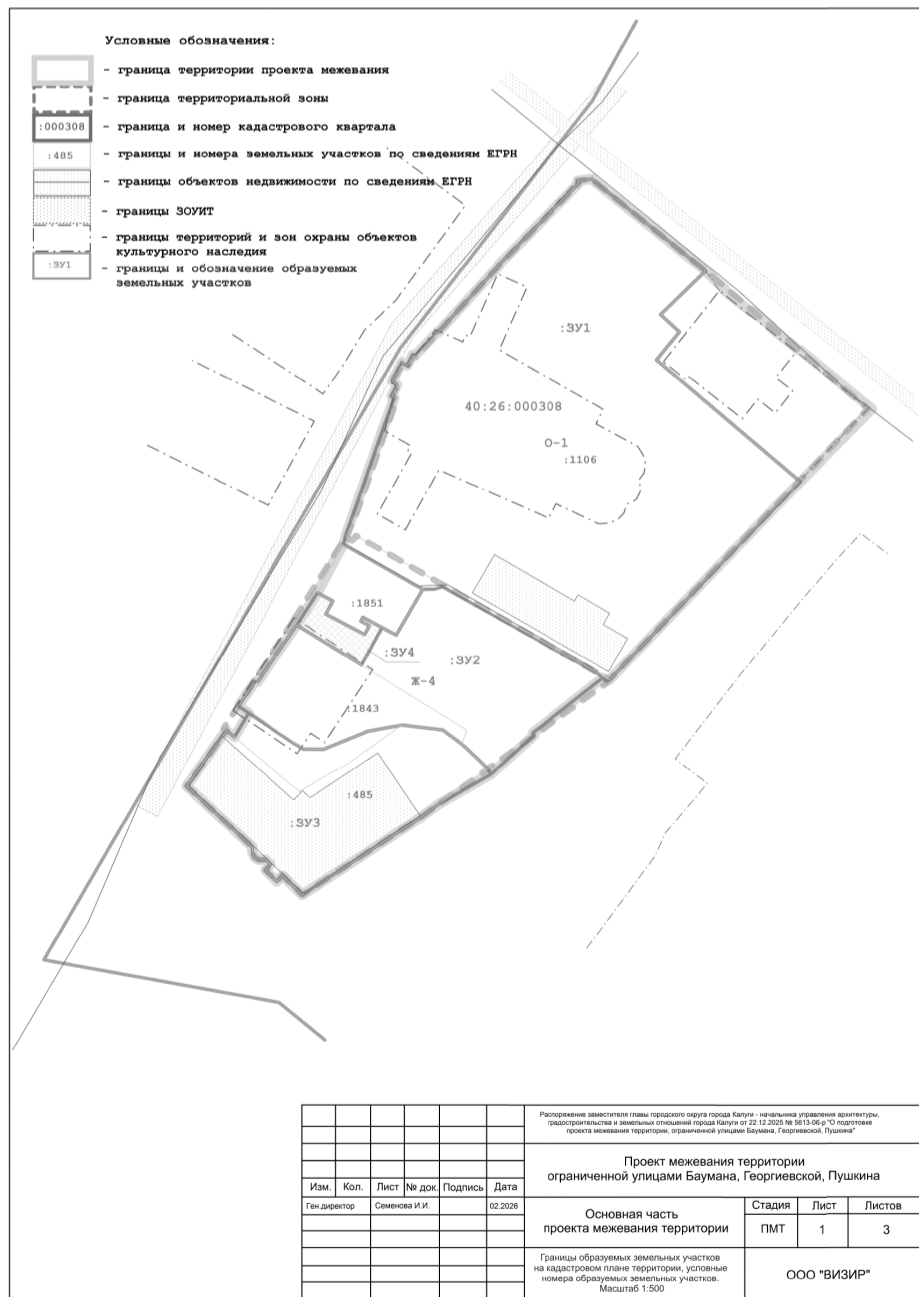 Условные обозначения:
- граница территории проекта межевания
- граница территориальной зоны
:000308 - граница и номер кадастрового квартала
:485 - границы и номера земельных участков по сведениям ЕГРН
- границы объектов недвижимости по сведениям ЕГРН
- границы ЗОУИТ
- границы территорий и зон охраны объектов
культурного наследия
:ЗУ1 - границы и обозначение образуемых
земельных участков
:ЗУ1
40:26:000308
О-1
:1106
:1851
:ЗУ4
:ЗУ2
Ж-4
:1843
:485
:ЗУ3
Распоряжение заместителя главы городского округа города Калуги - начальника управления архитектуры,
градостроительства и земельных отношений города Калуги от 22.12.2025 № 5613-06-р "О подготовке
проекта межевания территории, ограниченной улицами Баумана, Георгиевской, Пушкина"
Проект межевания территории
ограниченной улицами Баумана, Георгиевской, Пушкина
Изм. Кол. Лист № док. Подпись Дата
Ген.директор Семенова И.И. 02.2026
Основная часть
проекта межевания территории
Стадия Лист Листов
ПМТ 1 3
Границы образуемых земельных участков
на кадастровом плане территории, условные
номера образуемых земельных участков.
Масштаб 1:500
ООО "ВИЗИР"